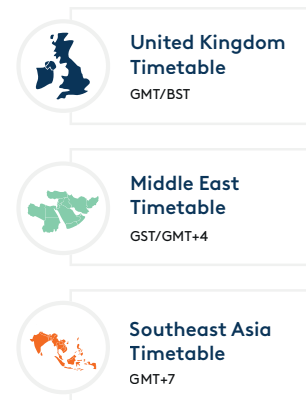 United Kingdom
Timetable
GMT/BST
Middle East
Timetable
GST/GMT+4
Southeast Asia
Timetable
GMT+7